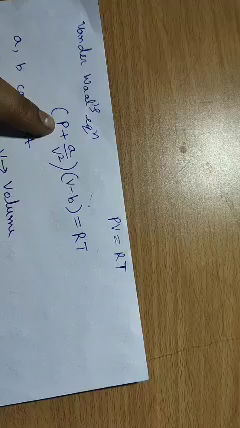 Vander Waal's eqn
(P + a/V²)(V-b) = RT
PV = RT
a, b
V → Volume